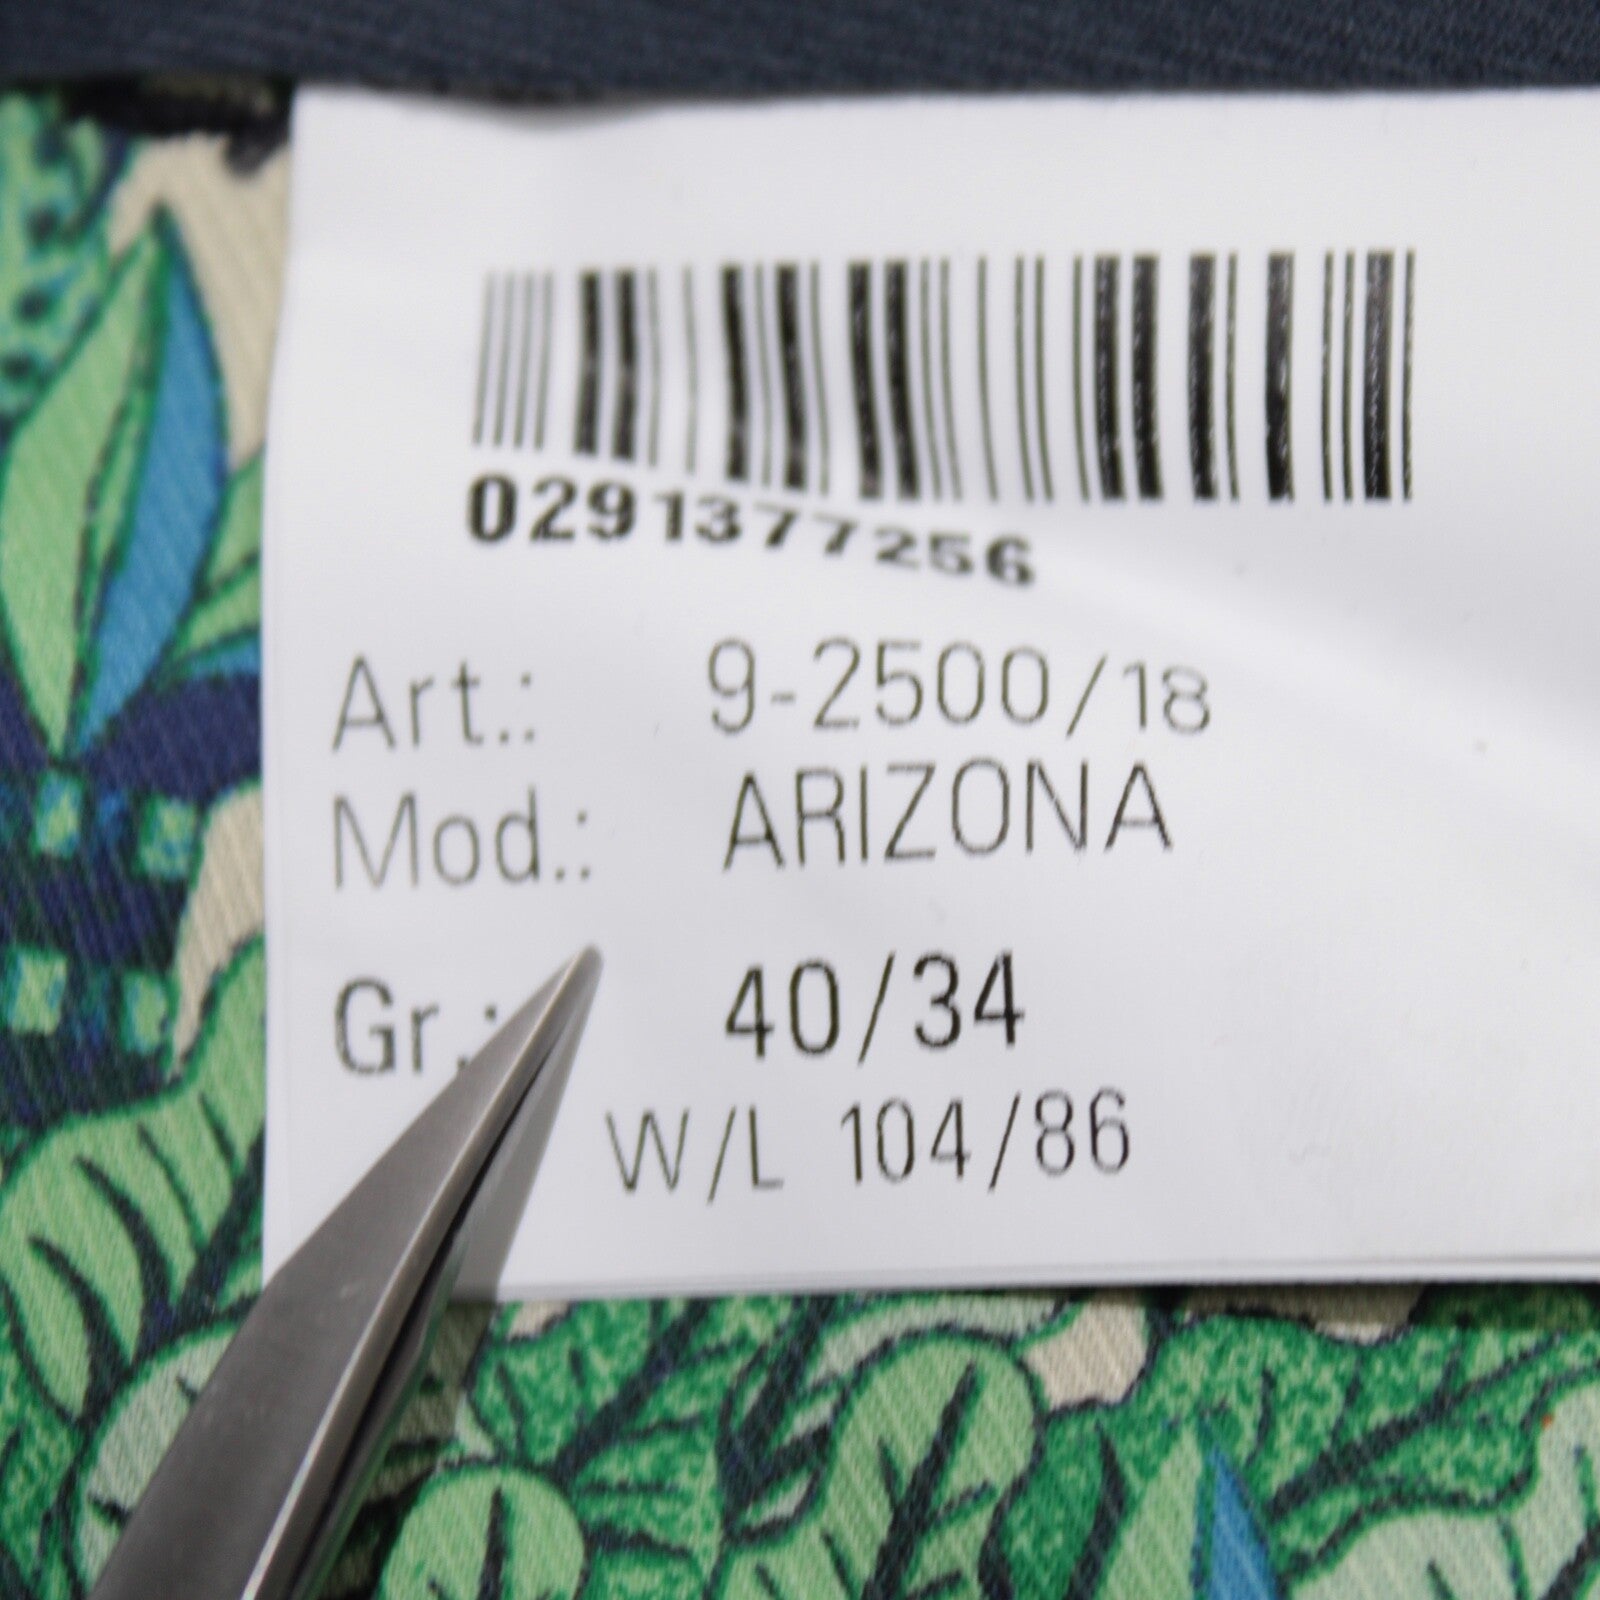 0291377256
Art.: 9-2500/18
Mod.: ARIZONA
Gr.: 40/34
W/L 104/86